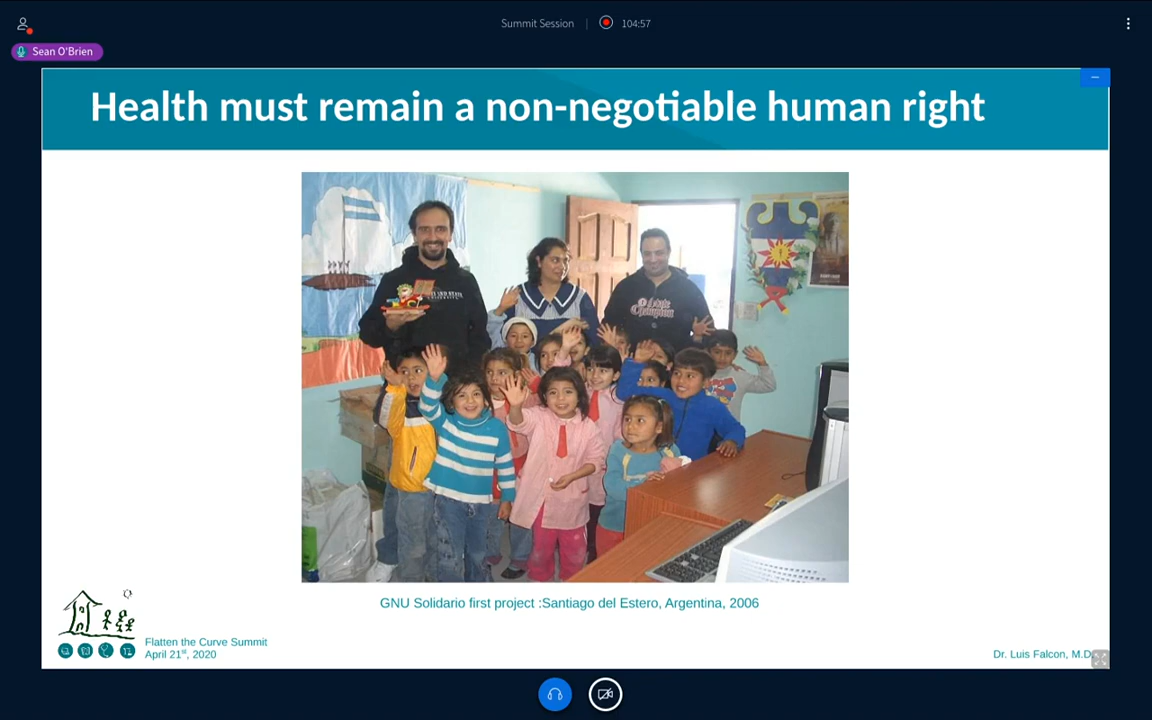 Summit Session
104:57
Sean O'Brien
Health must remain a non-negotiable human right
GNU Solidario first project :Santiago del Estero, Argentina, 2006
Flatten the Curve Summit
April 21st, 2020
Dr. Luis Falcon, M.D